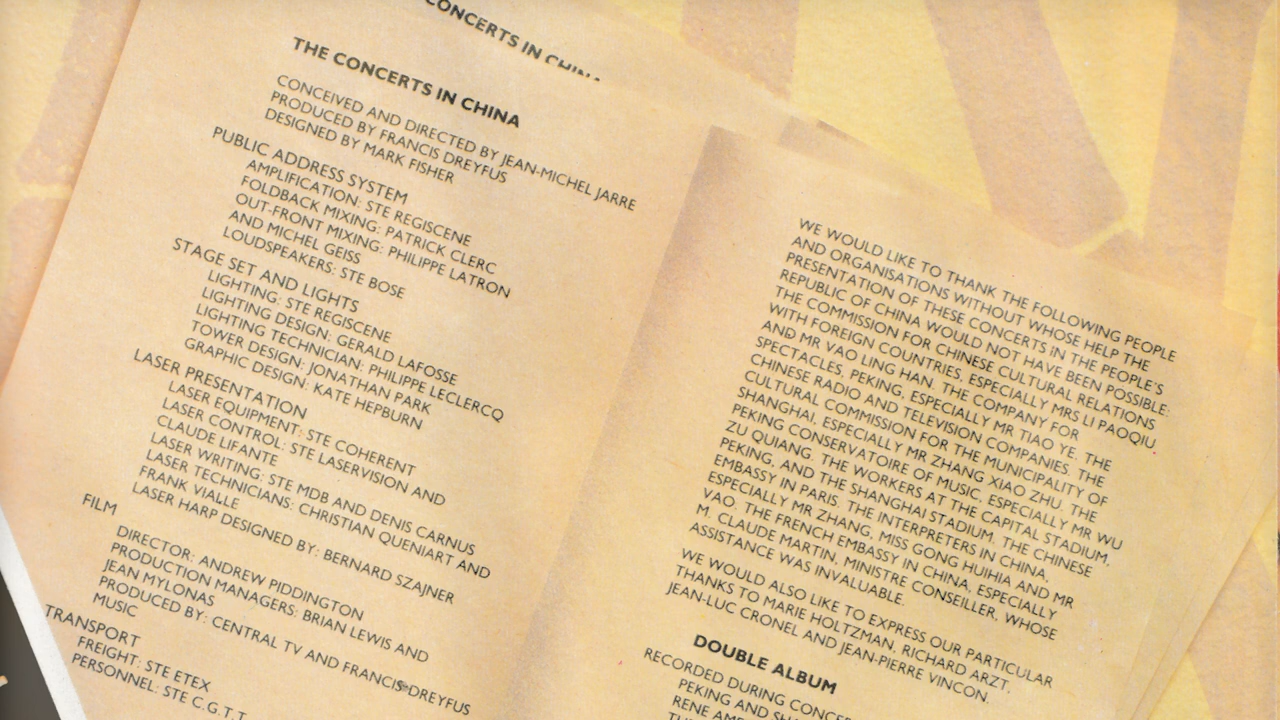 CONCERTS IN CHINA
THE CONCERTS IN CHINA
CONCEIVED AND DIRECTED BY JEAN-MICHEL JARRE
PRODUCED BY FRANCIS DREYFUS
DESIGNED BY MARK FISHER
PUBLIC ADDRESS SYSTEM
AMPLIFICATION: STE REGISCENE
FOLDBACK MIXING: PATRICK CLERC
OUT-FRONT MIXING: PHILIPPE LATRON
AND MICHEL GEISS
LOUDSPEAKERS: STE BOSE
STAGE SET AND LIGHTS
LIGHTING: STE REGISCENE
LIGHTING DESIGN: GERALD LAFOSSE
LIGHTING TECHNICIAN: PHILIPPE LECLERCQ
TOWER DESIGN: JONATHAN PARK
GRAPHIC DESIGN: KATE HEPBURN
LASER PRESENTATION
LASER EQUIPMENT: STE COHERENT
LASER CONTROL: STE LASERVISION AND
CLAUDE LIFANTE
LASER WRITING: STE MDB AND DENIS CARNUS
LASER TECHNICIANS: CHRISTIAN QUENIART AND
FRANK VIALLE
LASER HARP DESIGNED BY: BERNARD SZAJNER
FILM
DIRECTOR: ANDREW PIDDINGTON
PRODUCTION MANAGERS: BRIAN LEWIS AND
JEAN MYLONAS
PRODUCED BY: CENTRAL TV AND FRANCIS DREYFUS
MUSIC
TRANSPORT
FREIGHT: STE ETEX
PERSONNEL: STE C.G.T.T.
WE WOULD LIKE TO THANK THE FOLLOWING PEOPLE
AND ORGANISATIONS WITHOUT WHOSE HELP THE
PRESENTATION OF THESE CONCERTS IN THE PEOPLE'S
REPUBLIC OF CHINA WOULD NOT HAVE BEEN POSSIBLE:
THE COMMISSION FOR CHINESE CULTURAL RELATIONS
WITH FOREIGN COUNTRIES, ESPECIALLY MRS LI PAOQIU
AND MR VAO LING HAN. THE COMPANY FOR
SPECTACLES, PEKING, ESPECIALLY MR TIAO YE. THE
CHINESE RADIO AND TELEVISION COMPANIES. THE
CULTURAL COMMISSION FOR THE MUNICIPALITY OF
SHANGHAI, ESPECIALLY MR ZHANG XIAO ZHU. THE
PEKING CONSERVATOIRE OF MUSIC, ESPECIALLY MR WU
ZU QUIANG. THE WORKERS AT THE CAPITAL STADIUM,
PEKING, AND THE SHANGHAI STADIUM. THE CHINESE
EMBASSY IN PARIS. THE INTERPRETERS IN CHINA,
ESPECIALLY MR ZHANG, MISS GONG HUIHIA AND MR
VAO. THE FRENCH EMBASSY IN CHINA, ESPECIALLY
M. CLAUDE MARTIN, MINISTRE CONSEILLER, WHOSE
ASSISTANCE WAS INVALUABLE.
WE WOULD ALSO LIKE TO EXPRESS OUR PARTICULAR
THANKS TO MARIE HOLTZMAN, RICHARD ARZT,
JEAN-LUC CRONEL AND JEAN-PIERRE VINCON.
DOUBLE ALBUM
RECORDED DURING
PEKING AND
RENE